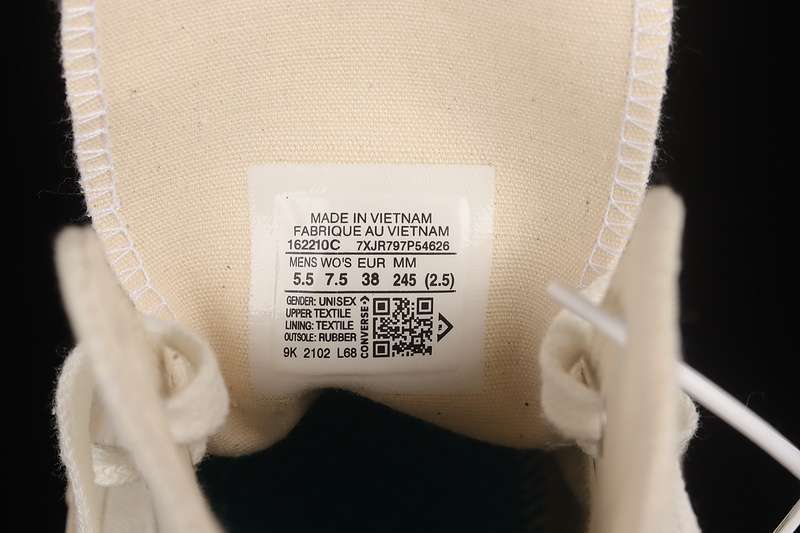 MADE IN VIETNAM
FABRIQUE AU VIETNAM
162210C 7XJR797P54626
MENS WO'S EUR MM
5.5 7.5 38 245 (2.5)
GENDER: UNISEX
UPPER: TEXTILE
LINING: TEXTILE
OUTSOLE: RUBBER
9K 2102 L68
CONVERSE